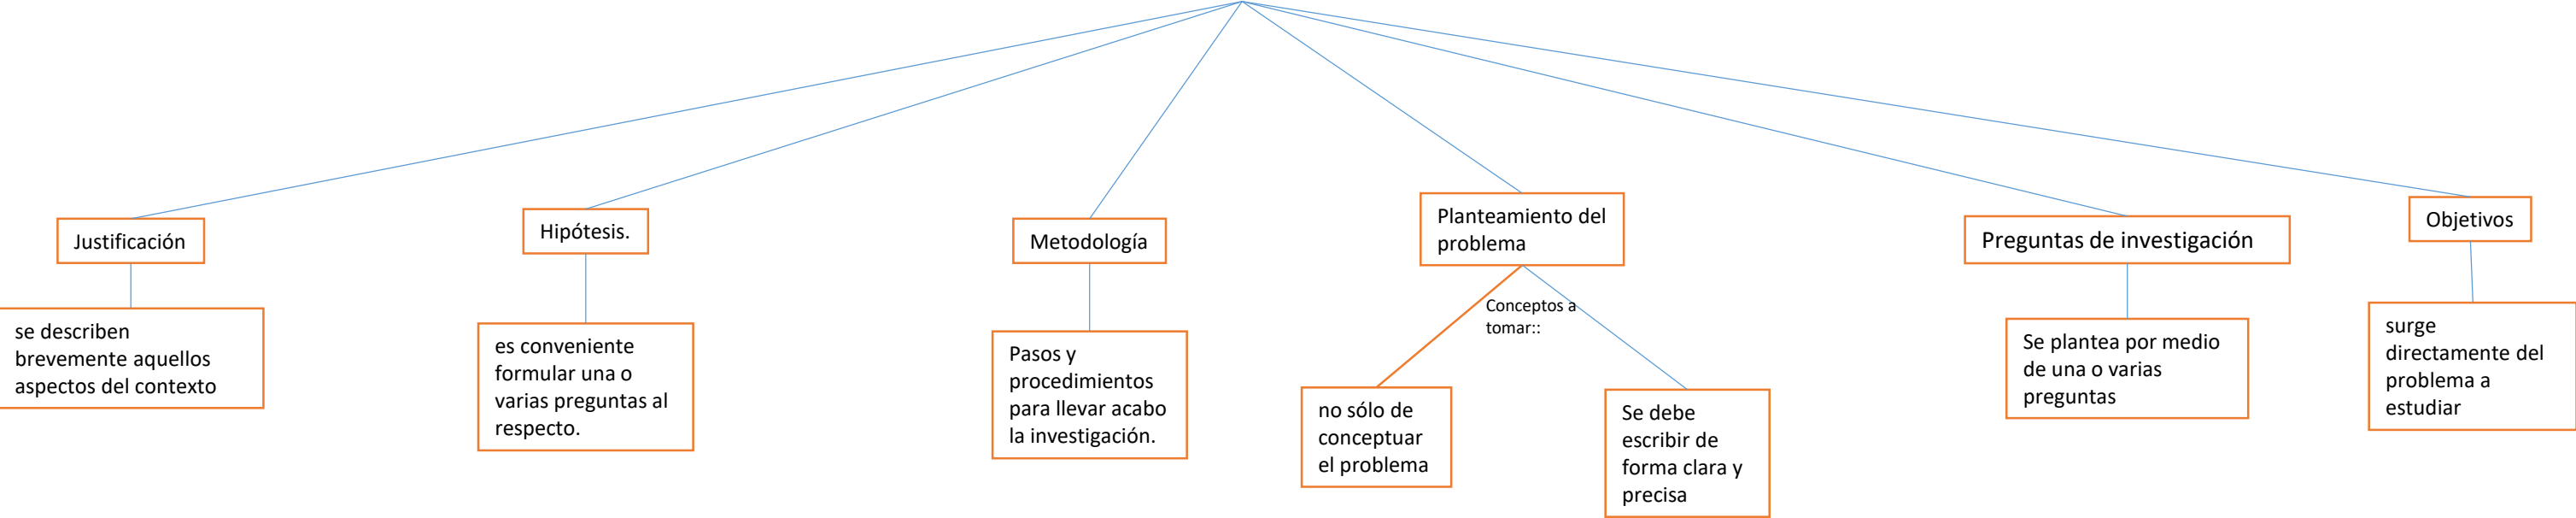 Justificación
se describen
brevemente aquellos
aspectos del contexto
Hipótesis.
es conveniente
formular una o
varias preguntas al
respecto.
Metodología
Pasos y
procedimientos
para llevar acabo
la investigación.
Planteamiento del
problema
Conceptos a
tomar::
no sólo de
conceptuar
el problema
Se debe
escribir de
forma clara y
precisa
Preguntas de investigación
Se plantea por medio
de una o varias
preguntas
Objetivos
surge
directamente del
problema a
estudiar